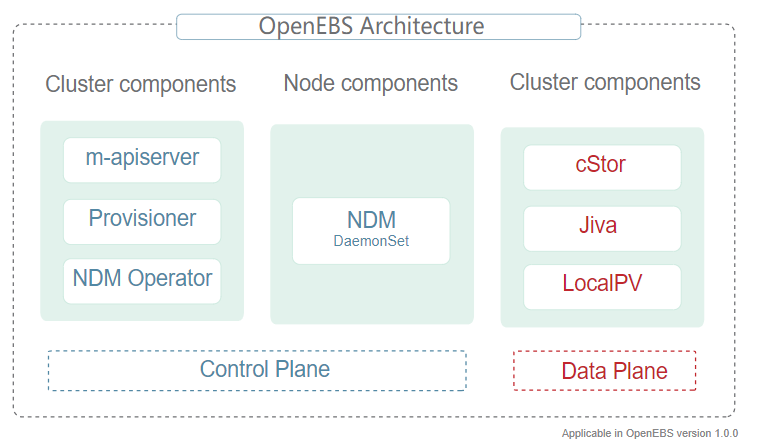 OpenEBS Architecture
Cluster components
Node components
Cluster components
m-apiserver
Provisioner
NDM Operator
NDM
DaemonSet
cStor
Jiva
LocalPV
Control Plane
Data Plane
Applicable in OpenEBS version 1.0.0